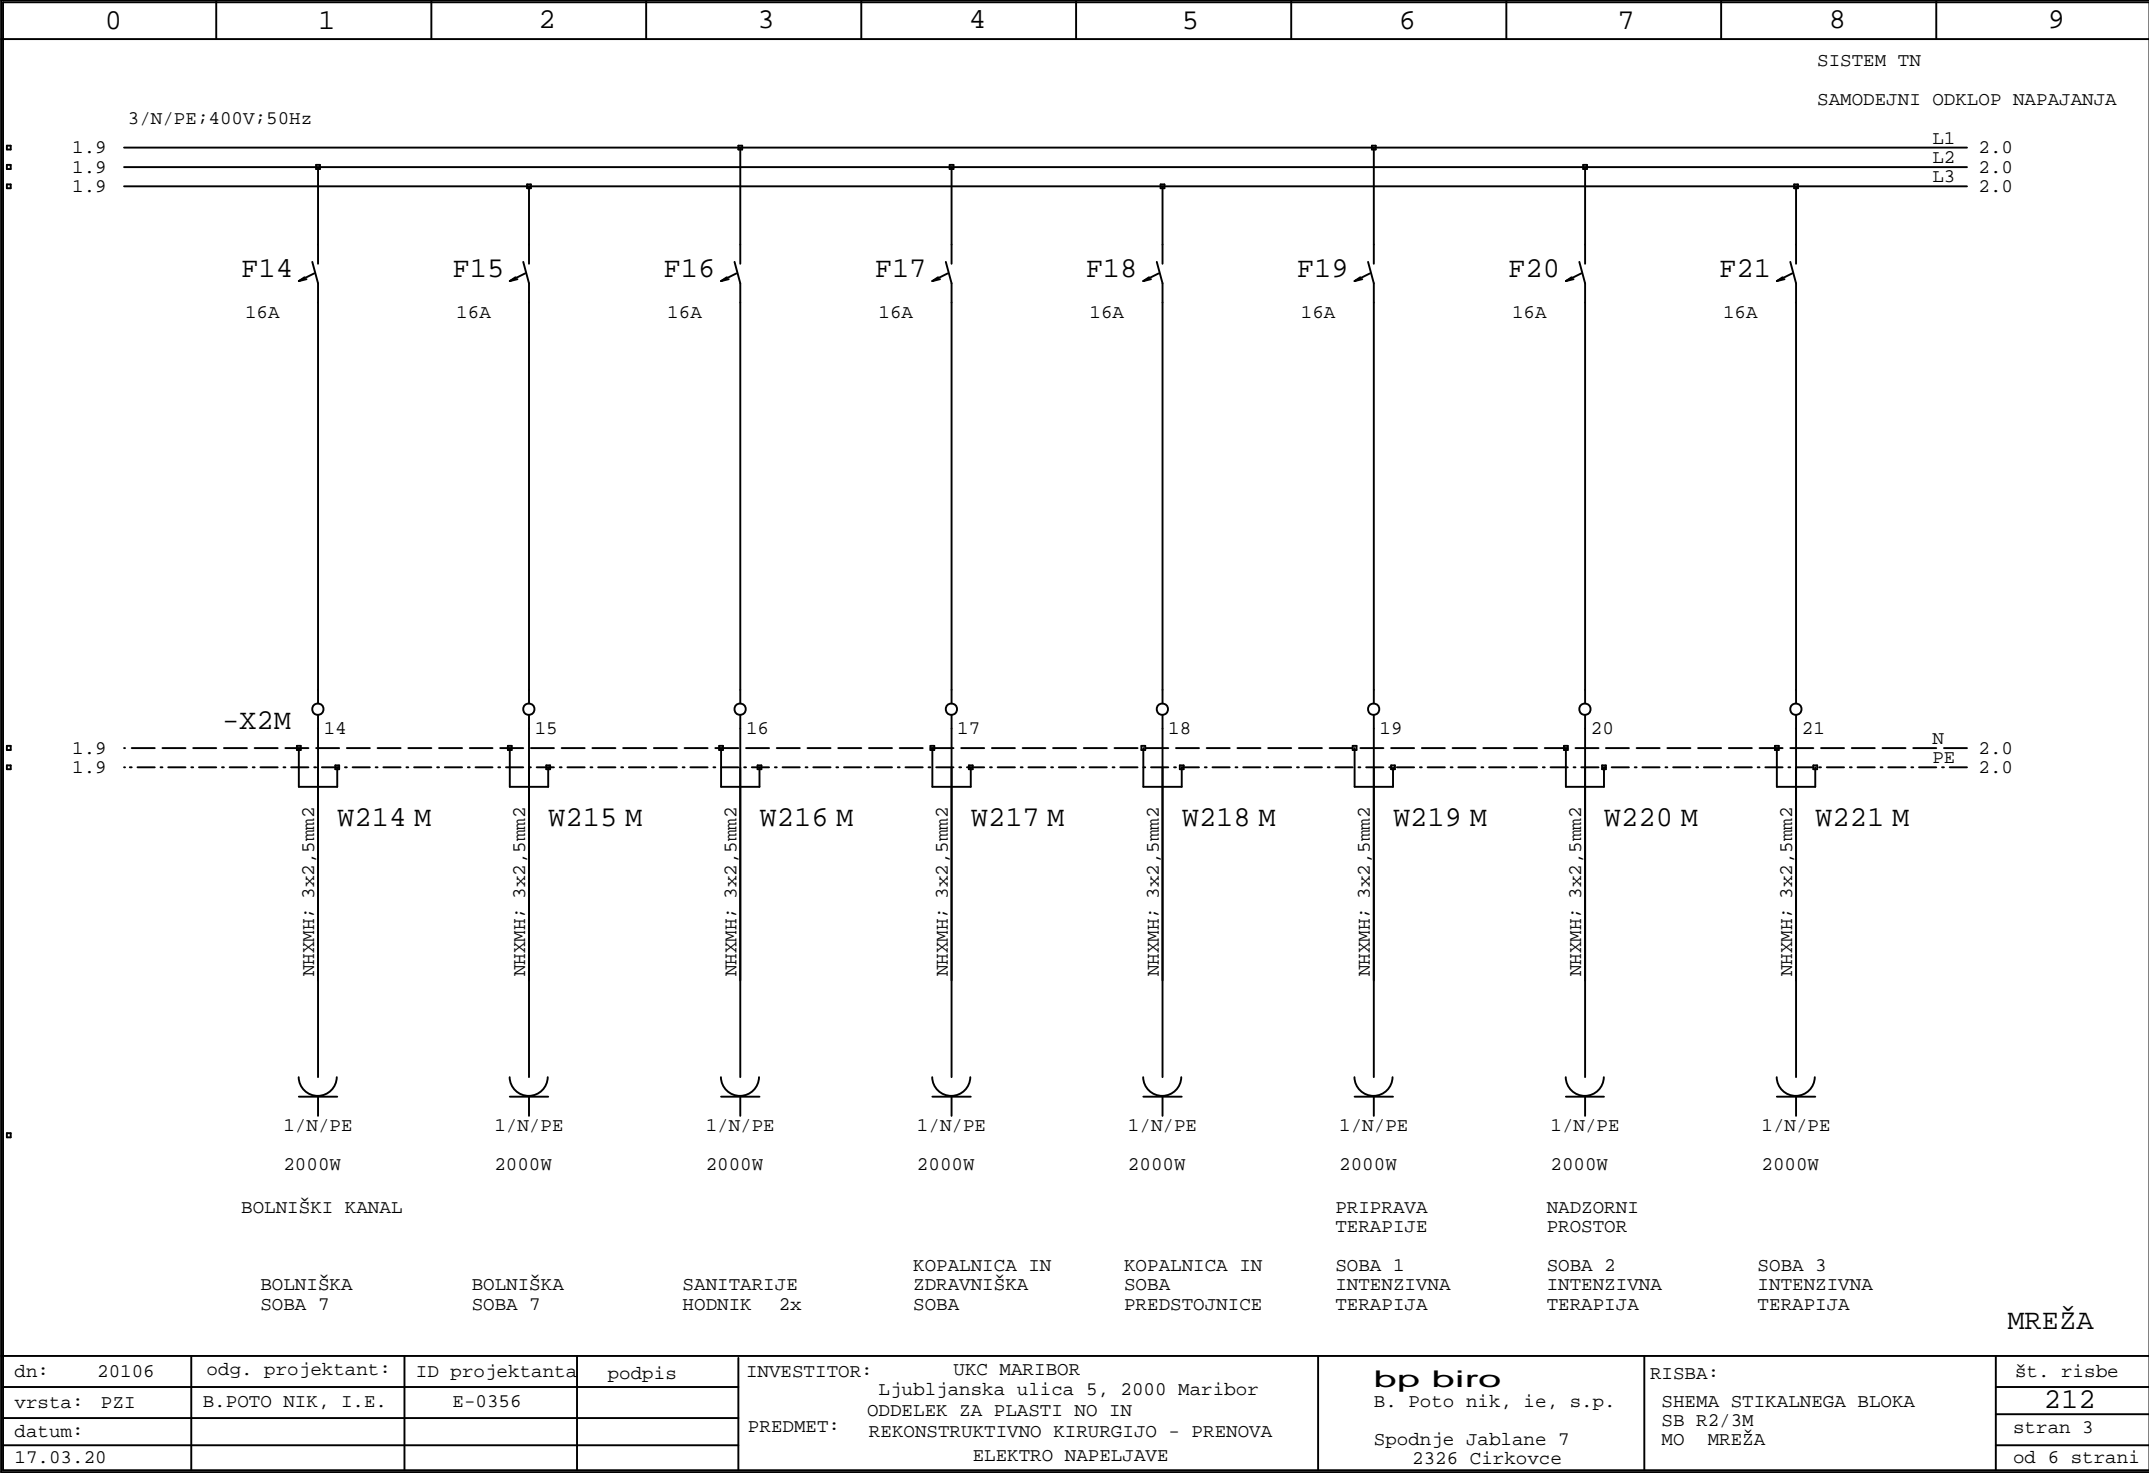 0 1 2 3 4 5 6 7 8 9
SISTEM TN
SAMODEJNI ODKLOP NAPAJANJA
3/N/PE;400V;50Hz
1.9 L1 2.0
1.9 L2 2.0
1.9 L3 2.0
F14 F15 F16 F17 F18 F19 F20 F21
16A 16A 16A 16A 16A 16A 16A 16A
-X2M 14 15 16 17 18 19 20 21
1.9 N 2.0
1.9 PE 2.0
W214 M W215 M W216 M W217 M W218 M W219 M W220 M W221 M
NHXMH; 3x2,5mm2 NHXMH; 3x2,5mm2 NHXMH; 3x2,5mm2 NHXMH; 3x2,5mm2 NHXMH; 3x2,5mm2 NHXMH; 3x2,5mm2 NHXMH; 3x2,5mm2 NHXMH; 3x2,5mm2
1/N/PE 1/N/PE 1/N/PE 1/N/PE 1/N/PE 1/N/PE 1/N/PE 1/N/PE
2000W 2000W 2000W 2000W 2000W 2000W 2000W 2000W
BOLNIŠKI KANAL
BOLNIŠKA
SOBA 7
BOLNIŠKA
SOBA 7
SANITARIJE
HODNIK 2x
KOPALNICA IN
ZDRAVNIŠKA
SOBA
KOPALNICA IN
SOBA
PREDSTOJNICE
PRIPRAVA
TERAPIJE
SOBA 1
INTENZIVNA
TERAPIJA
NADZORNI
PROSTOR
SOBA 2
INTENZIVNA
TERAPIJA
SOBA 3
INTENZIVNA
TERAPIJA
MREŽA
dn: 20106
vrsta: PZI
datum:
17.03.20
odg. projektant:
B.POTO NIK, I.E.
ID projektanta
E-0356
podpis
INVESTITOR: UKC MARIBOR
Ljubljanska ulica 5, 2000 Maribor
ODDELEK ZA PLASTI NO IN
PREDMET: REKONSTRUKTIVNO KIRURGIJO - PRENOVA
ELEKTRO NAPELJAVE
bp biro
B. Poto nik, ie, s.p.
Spodnje Jablane 7
2326 Cirkovce
RISBA:
SHEMA STIKALNEGA BLOKA
SB R2/3M
MO MREŽA
št. risbe
212
stran 3
od 6 strani